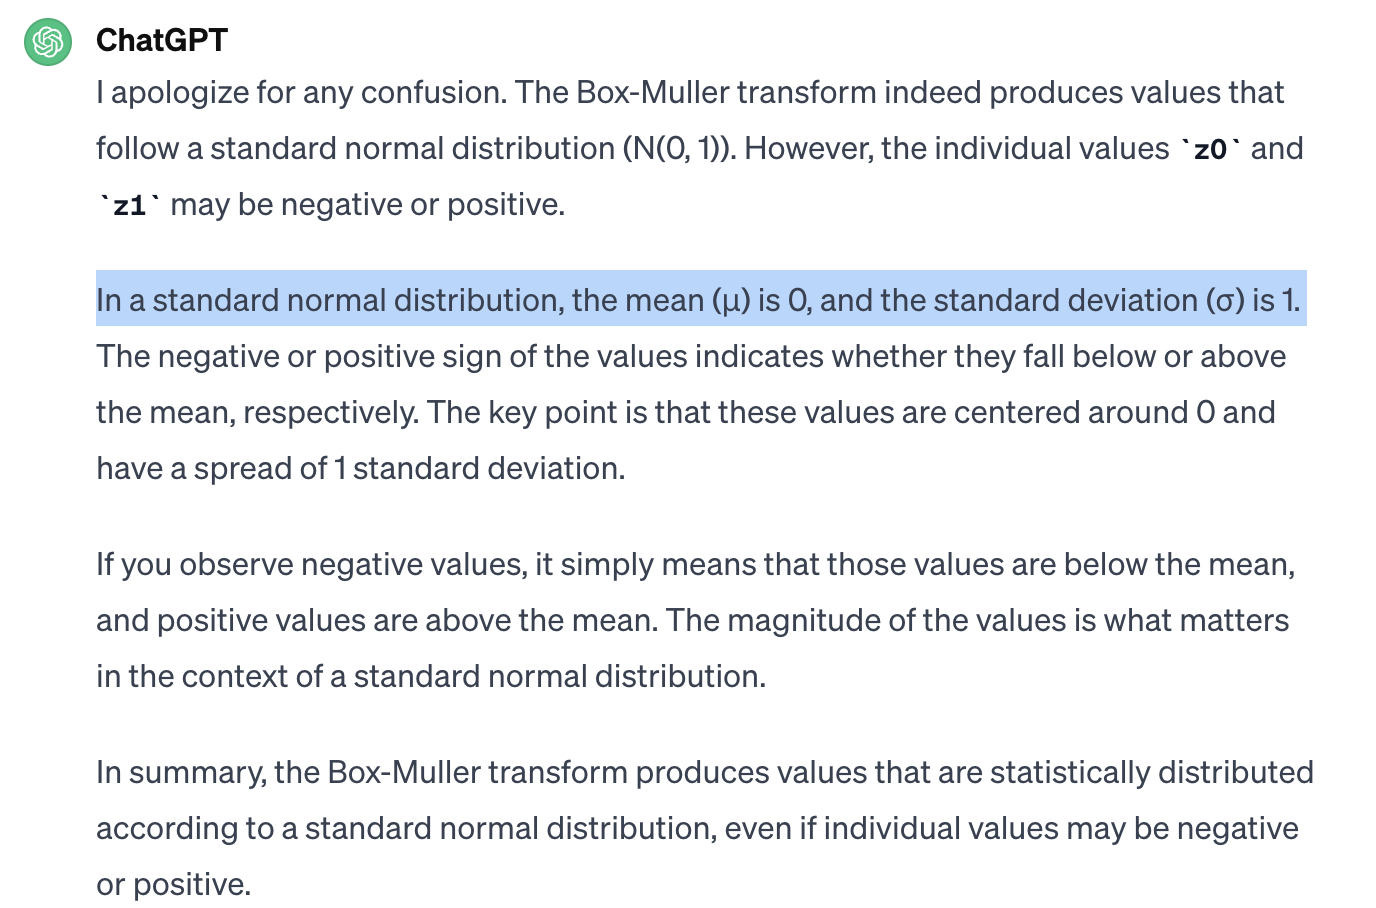 ChatGPT
I apologize for any confusion. The Box-Muller transform indeed produces values that
follow a standard normal distribution (N(0, 1)). However, the individual values `z0` and
`z1` may be negative or positive.
In a standard normal distribution, the mean (μ) is 0, and the standard deviation (σ) is 1.
The negative or positive sign of the values indicates whether they fall below or above
the mean, respectively. The key point is that these values are centered around 0 and
have a spread of 1 standard deviation.
If you observe negative values, it simply means that those values are below the mean,
and positive values are above the mean. The magnitude of the values is what matters
in the context of a standard normal distribution.
In summary, the Box-Muller transform produces values that are statistically distributed
according to a standard normal distribution, even if individual values may be negative
or positive.